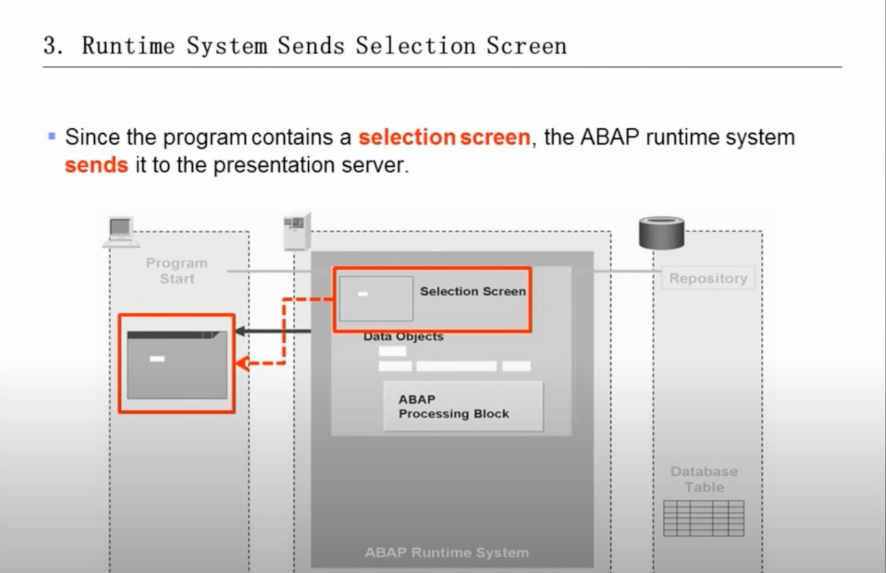 3. Runtime System Sends Selection Screen
Since the program contains a selection screen, the ABAP runtime system
sends it to the presentation server.
Program
Start
Selection Screen
Data Objects
ABAP
Processing Block
ABAP Runtime System
Repository
Database
Table